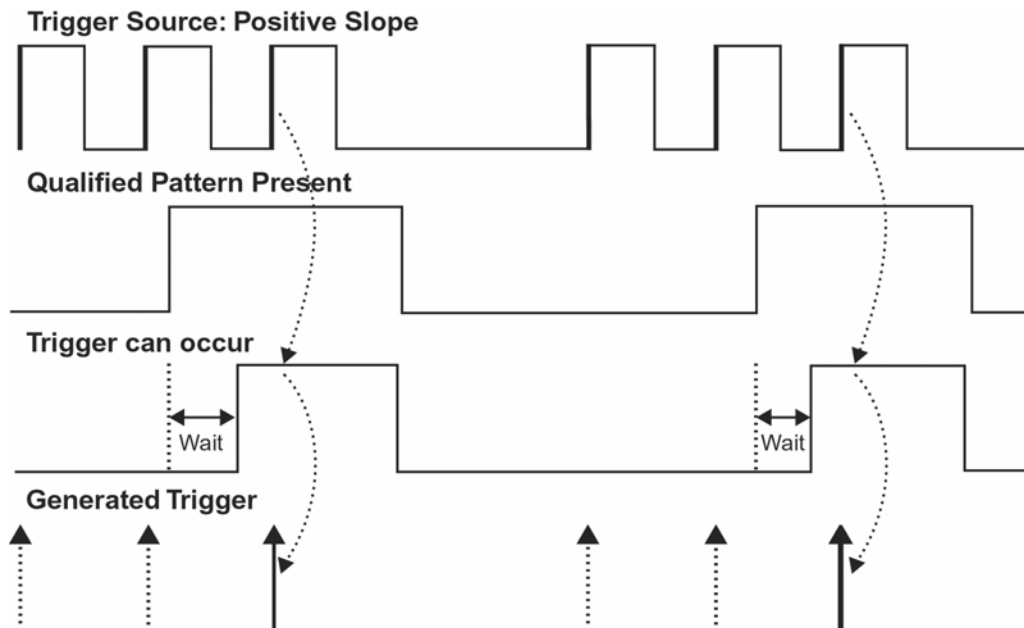 Trigger Source: Positive Slope
Qualified Pattern Present
Trigger can occur
Wait
Wait
Generated Trigger